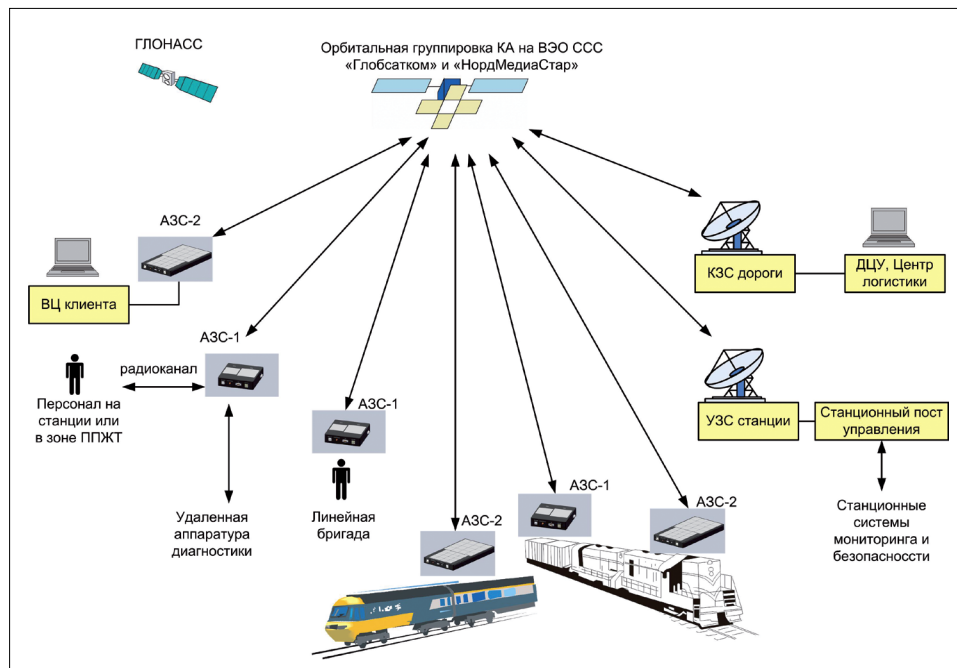 ГЛОНАСС
Орбитальная группировка КА на ВЭО ССС
«Глобсатком» и «НордМедиаСтар»
АЗС-2
ВЦ клиента
КЗС дороги
ДЦУ, Центр
логистики
АЗС-1
радиоканал
Персонал на
станции или
в зоне ППЖТ
АЗС-1
УЗС станции
Станционный пост
управления
Удаленная
аппаратура
диагностики
Линейная
бригада
АЗС-2
АЗС-1
АЗС-2
Станционные
системы
мониторинга и
безопасноссти